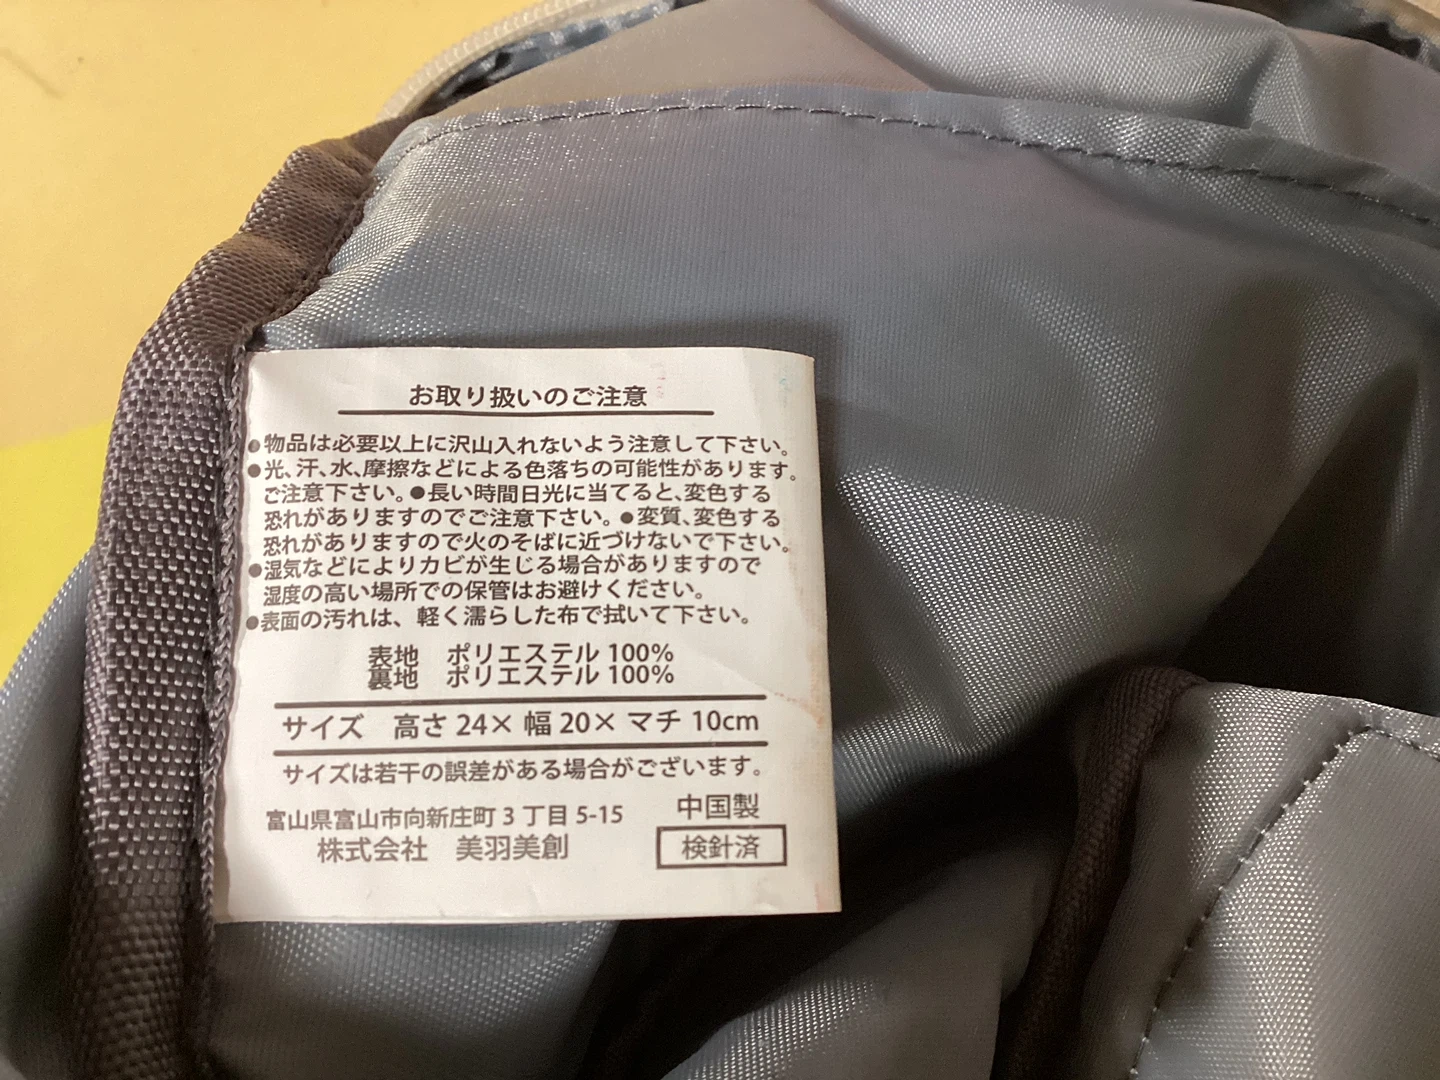 お取り扱いのご注意
●物品は必要以上に沢山入れないよう注意して下さい。
●光、汗、水、摩擦などによる色落ちの可能性があります。
ご注意下さい。●長い時間日光に当てると、変色する
恐れがありますのでご注意下さい。●変質、変色する
恐れがありますので火のそばに近づけないで下さい。
●湿気などによりカビが生じる場合がありますので
湿度の高い場所での保管はお避けください。
●表面の汚れは、軽く濡らした布で拭いて下さい。
表地 ポリエステル 100%
裏地 ポリエステル 100%
サイズ 高さ 24× 幅 20× マチ 10cm
サイズは若干の誤差がある場合がございます。
富山県富山市向新庄町 3 丁目 5-15 中国製
株式会社 美羽美創 検針済